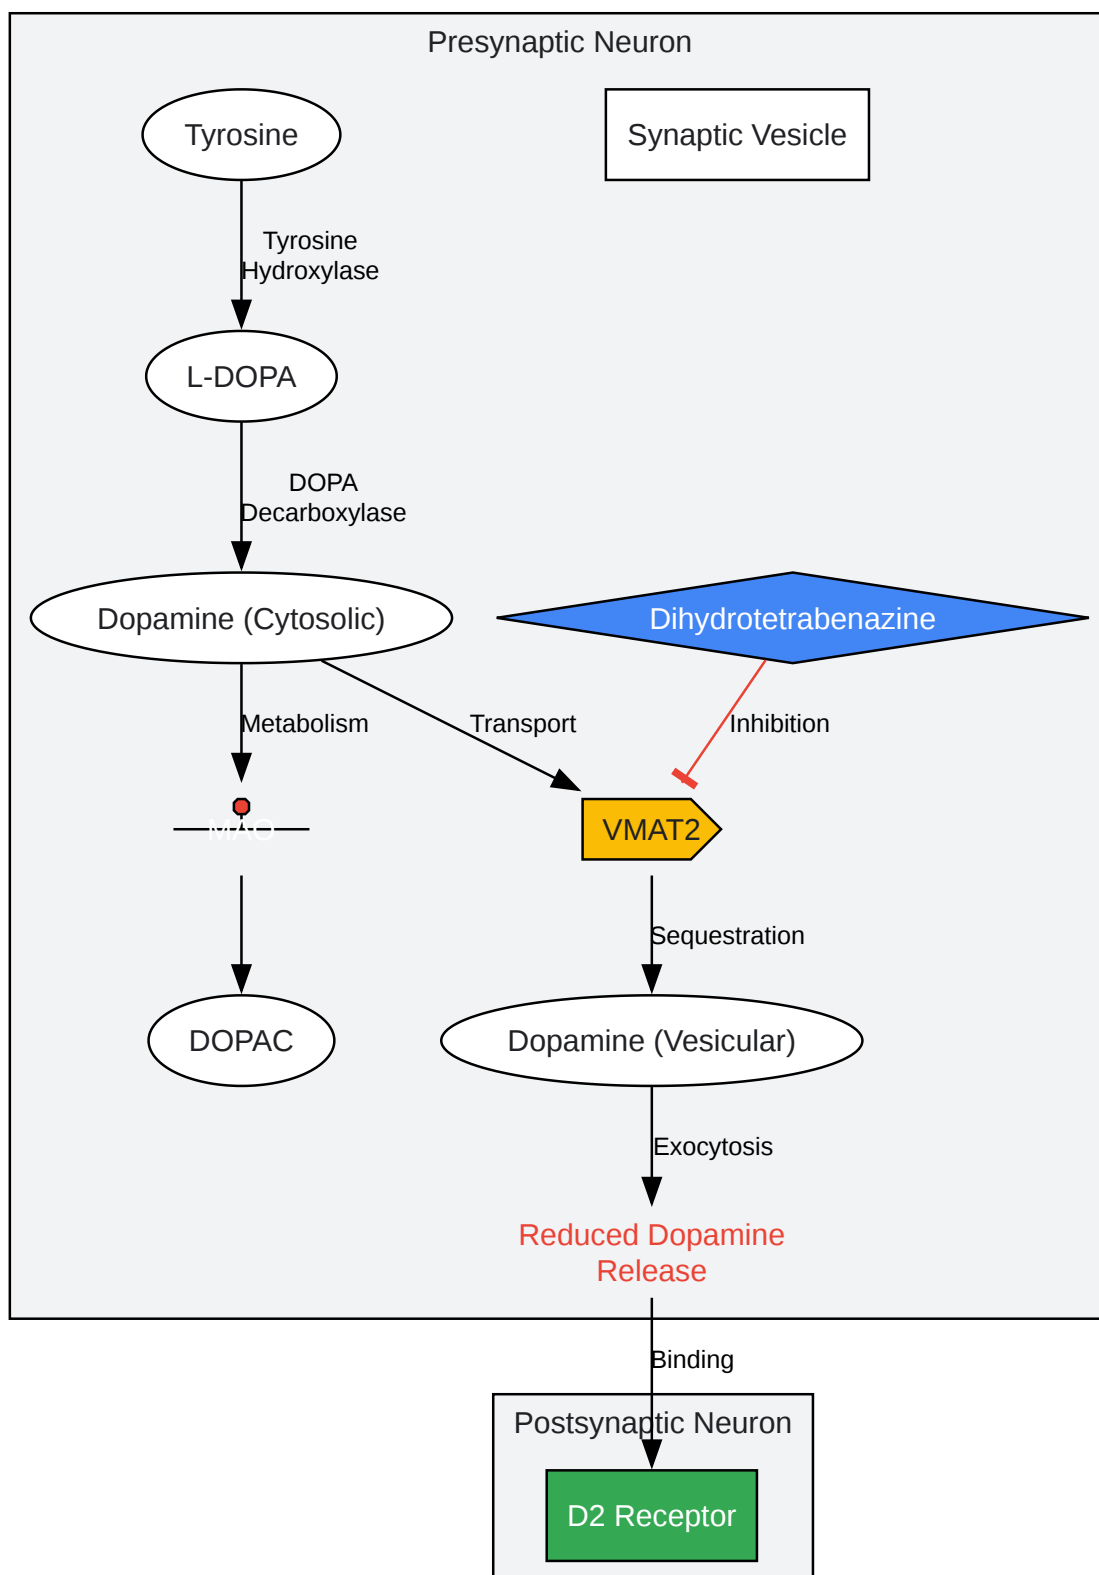 Presynaptic Neuron
Tyrosine
Synaptic Vesicle
Tyrosine
Hydroxylase
L-DOPA
DOPA
Decarboxylase
Dopamine (Cytosolic)
Dihydrotetrabenazine
Metabolism
Transport
Inhibition
MAO
VMAT2
Sequestration
DOPAC
Dopamine (Vesicular)
Exocytosis
Reduced Dopamine
Release
Binding
Postsynaptic Neuron
D2 Receptor